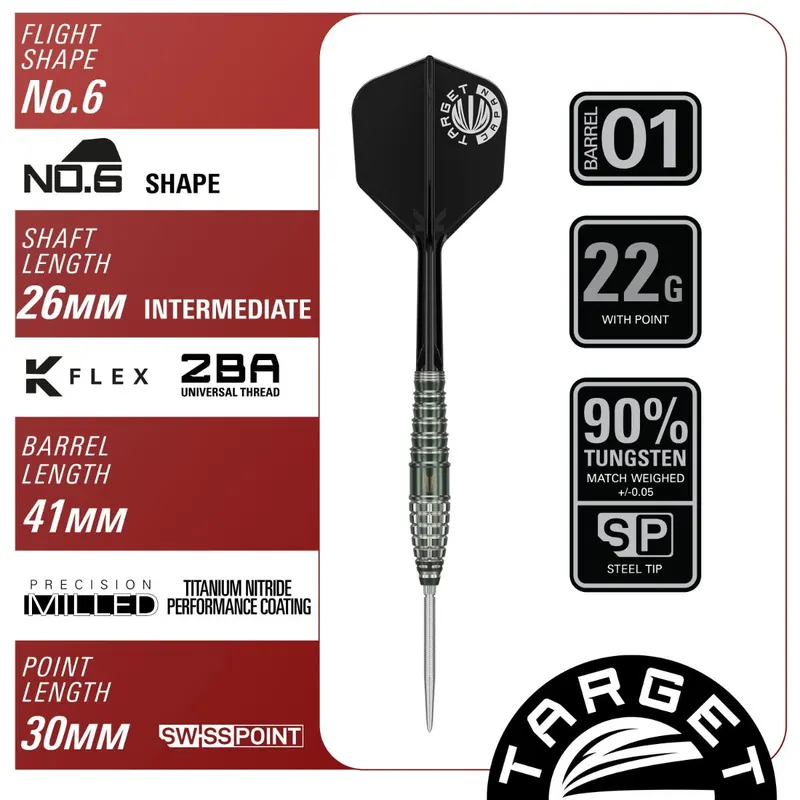 FLIGHT
SHAPE
No.6
NO.6 SHAPE
SHAFT
LENGTH
26MM INTERMEDIATE
K FLEX
2BA
UNIVERSAL THREAD
BARREL
LENGTH
41MM
PRECISION
MILLED
TITANIUM NITRIDE
PERFORMANCE COATING
POINT
LENGTH
30MM SWISSPOINT
TARGET
JAPAN
BARREL 01
22G
WITH POINT
90%
TUNGSTEN
MATCH WEIGHED
+/-0.05
SP
STEEL TIP
TARGET